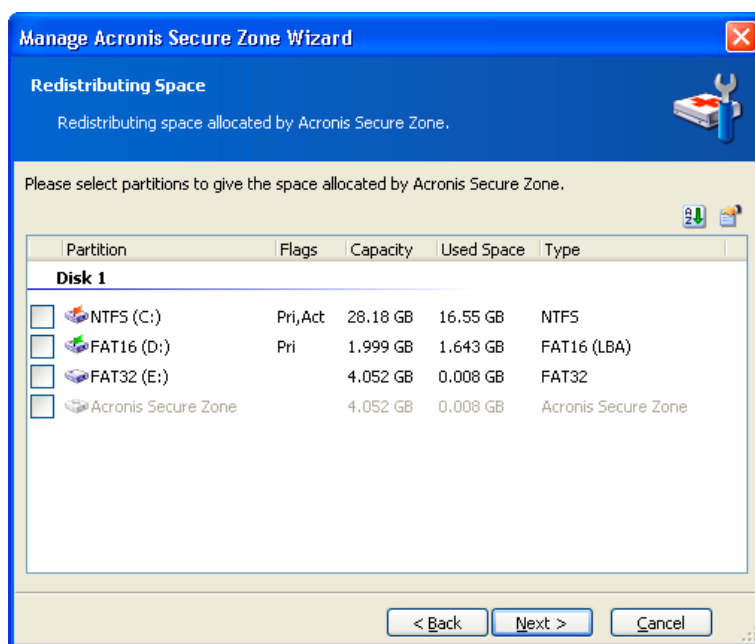 Manage Acronis Secure Zone Wizard
Redistributing Space
Redistributing space allocated by Acronis Secure Zone.
Please select partitions to give the space allocated by Acronis Secure Zone.
Partition Flags Capacity Used Space Type
Disk 1
NTFS (C:) Pri,Act 28.18 GB 16.55 GB NTFS
FAT16 (D:) Pri 1.999 GB 1.643 GB FAT16 (LBA)
FAT32 (E:) 4.052 GB 0.008 GB FAT32
Acronis Secure Zone 4.052 GB 0.008 GB Acronis Secure Zone
< Back Next > Cancel